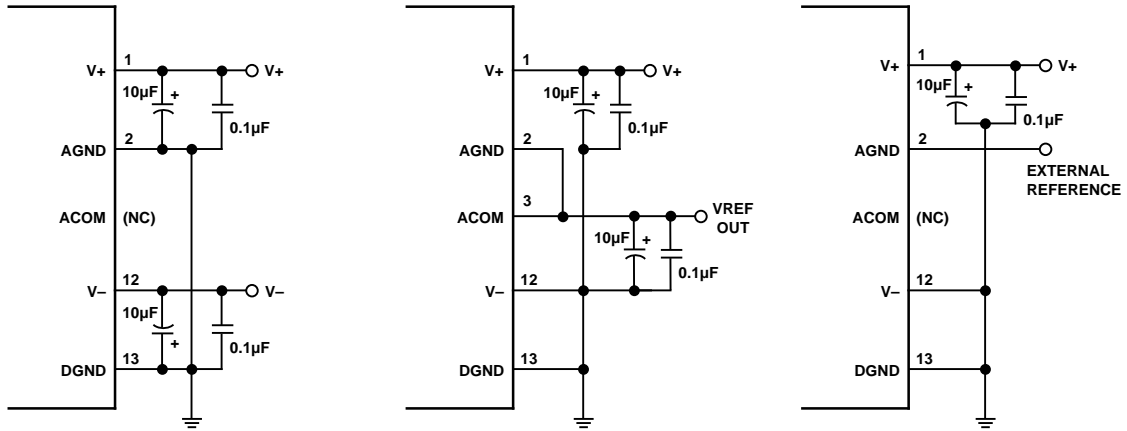 1
V+
V+
10µF
+
0.1µF
2
AGND
ACOM (NC)
12
V–
V–
10µF
+
0.1µF
13
DGND
1
V+
V+
10µF
+
0.1µF
2
AGND
3
ACOM
VREF
OUT
10µF
+
0.1µF
12
V–
13
DGND
1
V+
V+
10µF
+
0.1µF
2
AGND
EXTERNAL
REFERENCE
ACOM (NC)
12
V–
13
DGND